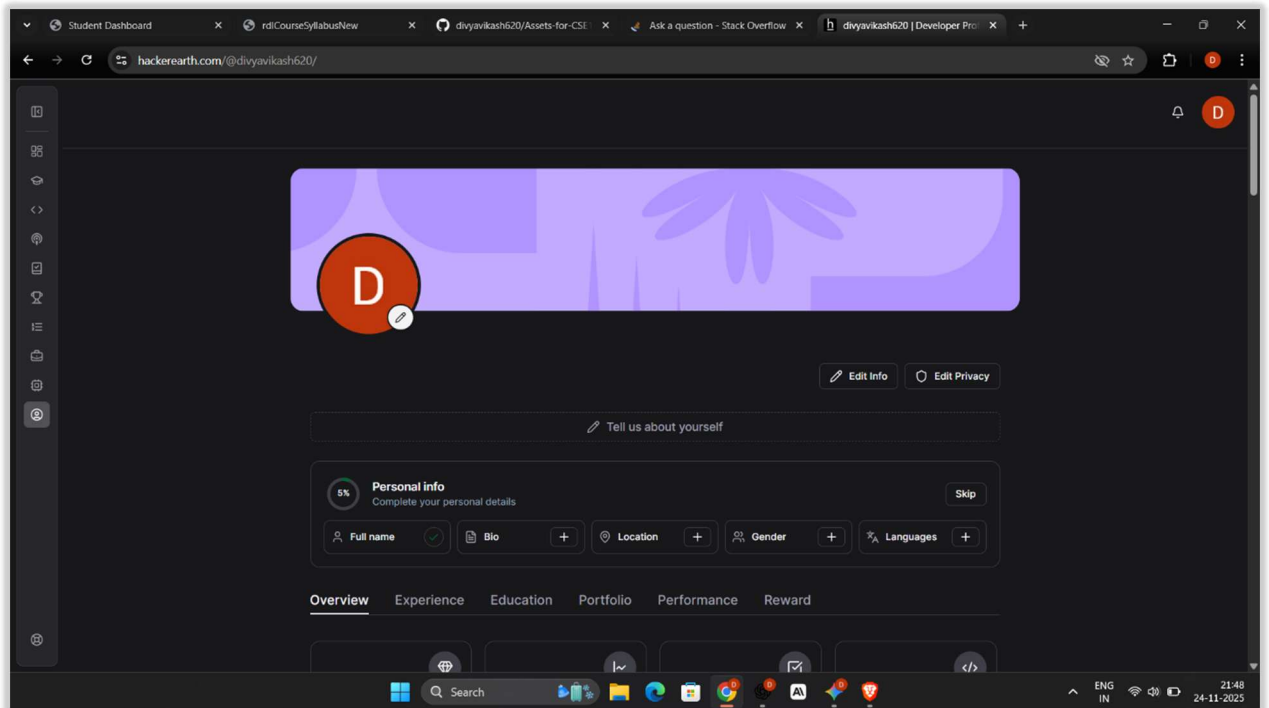 Student Dashboard
rdlCourseSyllabusNew
divyavikash620/Assets-for-CSE
Ask a question - Stack Overflow
h divyavikash620 | Developer Pro
hackerearth.com/@divyavikash620/
D
D
D
Edit Info
Edit Privacy
Tell us about yourself
5%
Personal info
Complete your personal details
Skip
Full name
Bio
Location
Gender
Languages
Overview Experience Education Portfolio Performance Reward
Search
ENG
IN
21:48
24-11-2025